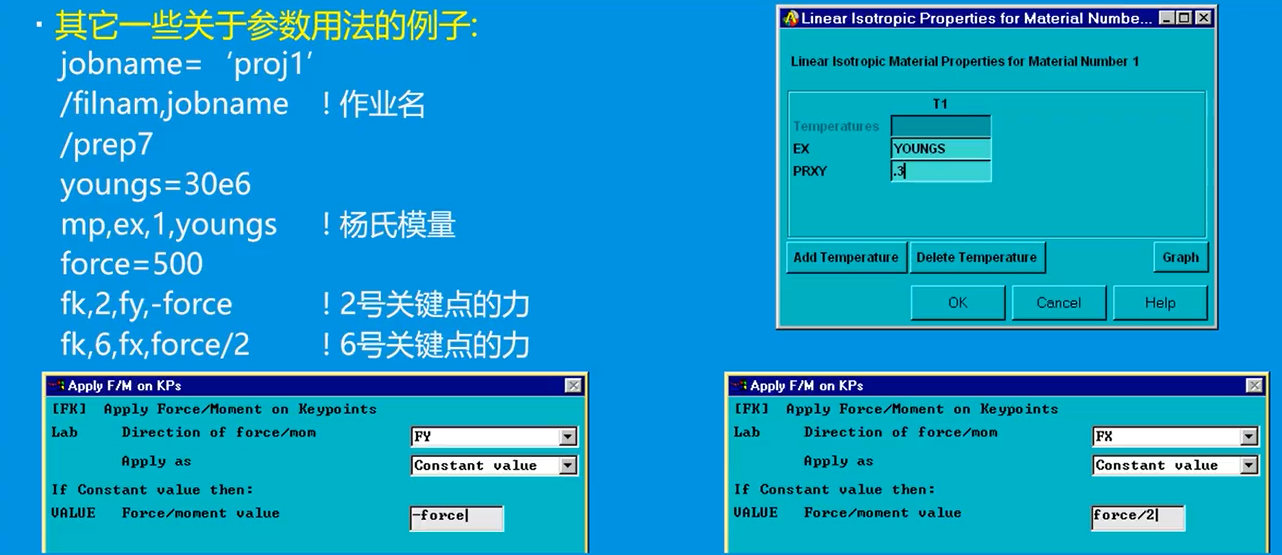 · 其它一些关于参数用法的例子:
jobname= ‘proj1’
/filnam,jobname ! 作业名
/prep7
youngs=30e6
mp,ex,1,youngs ! 杨氏模量
force=500
fk,2,fy,-force ! 2号关键点的力
fk,6,fx,force/2 ! 6号关键点的力
Linear Isotropic Properties for Material Numbe...
Linear Isotropic Material Properties for Material Number 1
T1
Temperatures
EX YOUNGS
PRXY .3
Add Temperature Delete Temperature Graph
OK Cancel Help
Apply F/M on KPs
[FK] Apply Force/Moment on Keypoints
Lab Direction of force/mom FY
Apply as Constant value
If Constant value then:
VALUE Force/moment value -force
Apply F/M on KPs
[FK] Apply Force/Moment on Keypoints
Lab Direction of force/mom FX
Apply as Constant value
If Constant value then:
VALUE Force/moment value force/2